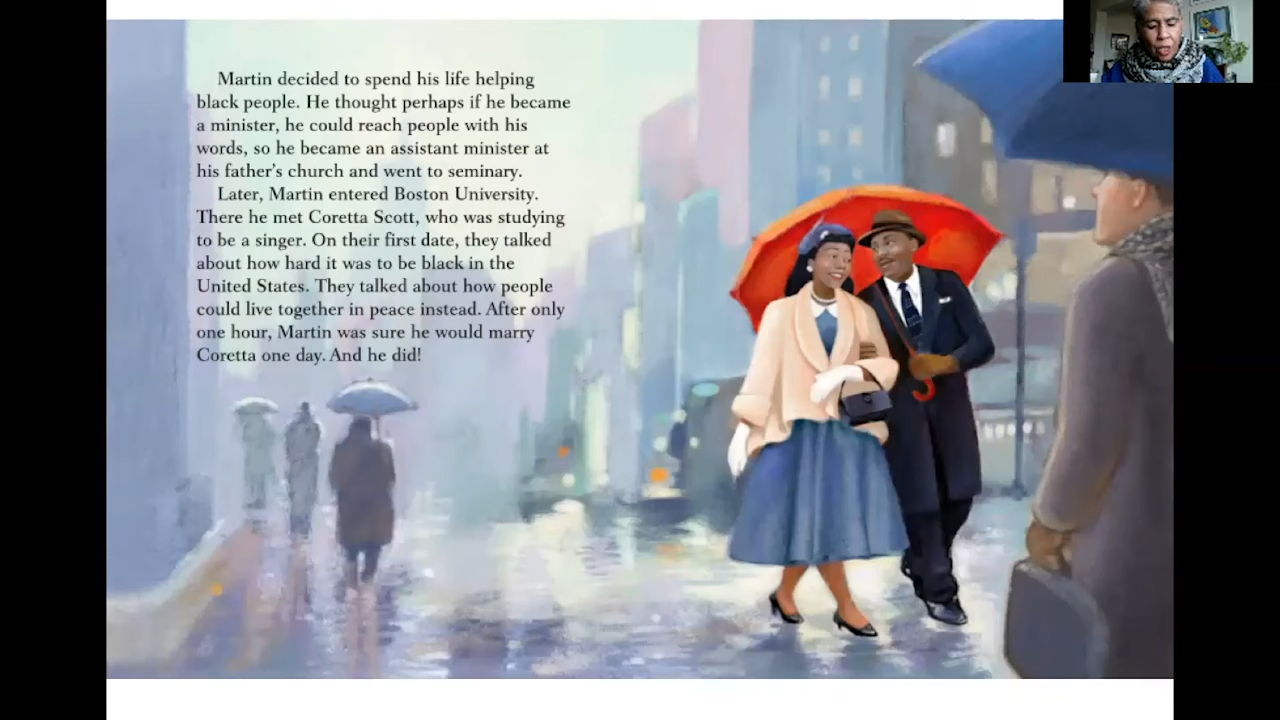 Martin decided to spend his life helping
black people. He thought perhaps if he became
a minister, he could reach people with his
words, so he became an assistant minister at
his father's church and went to seminary.
Later, Martin entered Boston University.
There he met Coretta Scott, who was studying
to be a singer. On their first date, they talked
about how hard it was to be black in the
United States. They talked about how people
could live together in peace instead. After only
one hour, Martin was sure he would marry
Coretta one day. And he did!